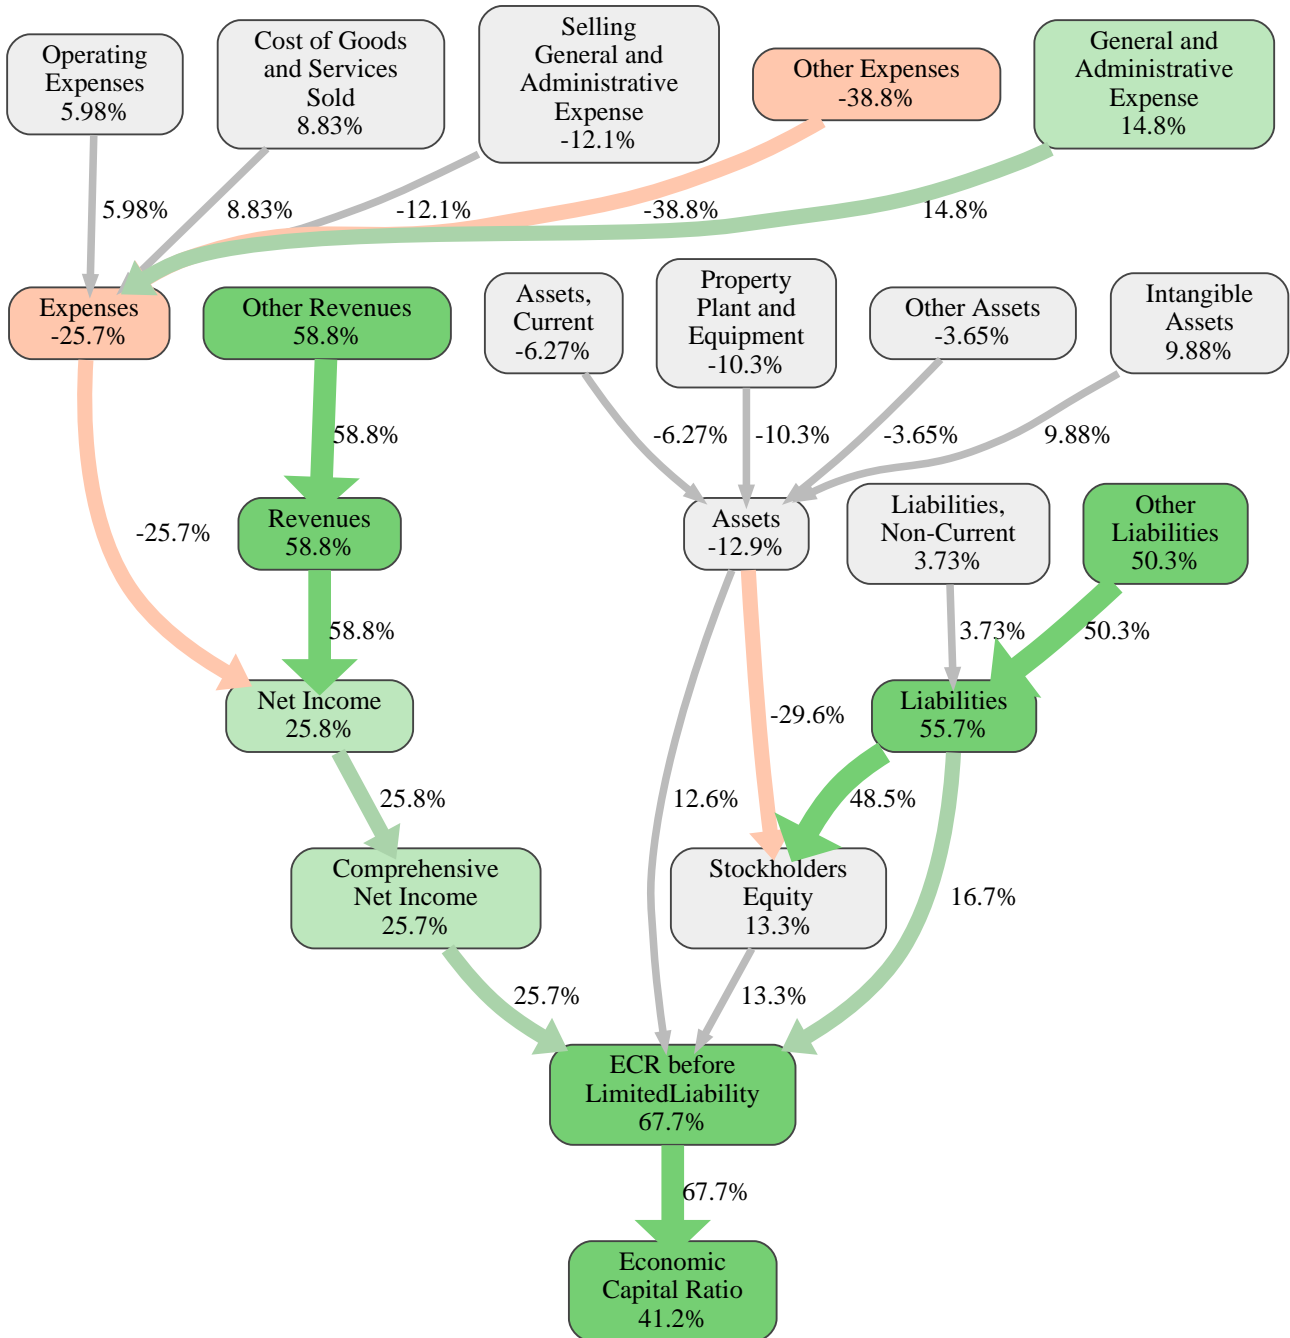 Operating
Expenses
5.98%
Cost of Goods
and Services
Sold
8.83%
Selling
General and
Administrative
Expense
-12.1%
Other Expenses
-38.8%
General and
Administrative
Expense
14.8%
5.98%
8.83%
-12.1%
-38.8%
14.8%
Expenses
-25.7%
Other Revenues
58.8%
Assets,
Current
-6.27%
Property
Plant and
Equipment
-10.3%
Other Assets
-3.65%
Intangible
Assets
9.88%
58.8%
-6.27%
-10.3%
-3.65%
9.88%
-25.7%
Revenues
58.8%
Assets
-12.9%
Liabilities,
Non-Current
3.73%
Other
Liabilities
50.3%
58.8%
3.73%
50.3%
Net Income
25.8%
-29.6%
Liabilities
55.7%
25.8%
12.6%
48.5%
Comprehensive
Net Income
25.7%
Stockholders
Equity
13.3%
16.7%
25.7%
13.3%
ECR before
LimitedLiability
67.7%
67.7%
Economic
Capital Ratio
41.2%